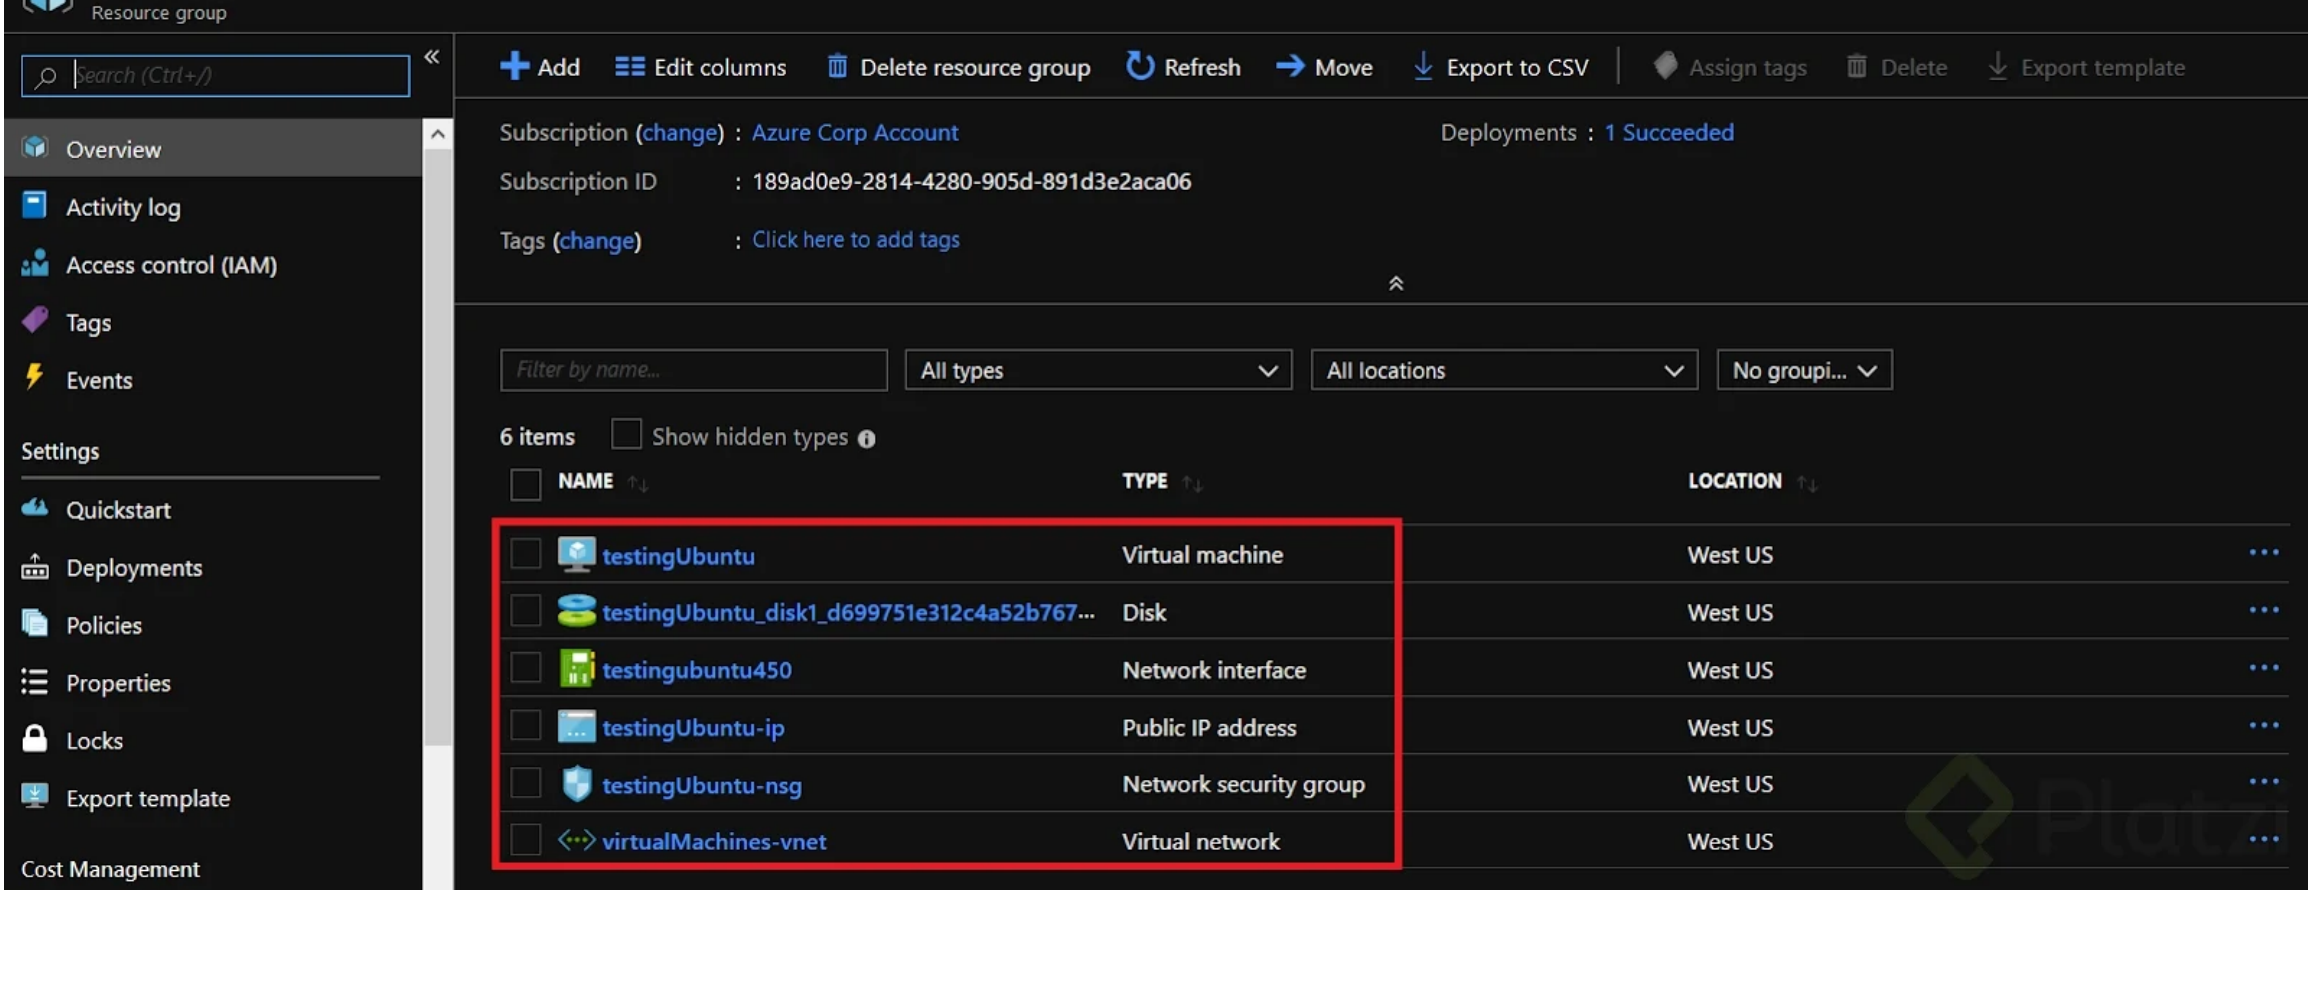 Resource group
Search (Ctrl+/)
«
Overview
Activity log
Access control (IAM)
Tags
Events
Settings
Quickstart
Deployments
Policies
Properties
Locks
Export template
Cost Management
Add Edit columns Delete resource group Refresh Move Export to CSV Assign tags Delete Export template
Subscription (change) : Azure Corp Account Deployments : 1 Succeeded
Subscription ID : 189ad0e9-2814-4280-905d-891d3e2aca06
Tags (change) : Click here to add tags
Filter by name... All types All locations No groupi...
6 items Show hidden types
NAME TYPE LOCATION
testingUbuntu Virtual machine West US ...
testingUbuntu_disk1_d699751e312c4a52b767... Disk West US ...
testingubuntu450 Network interface West US ...
testingUbuntu-ip Public IP address West US ...
testingUbuntu-nsg Network security group West US ...
virtualMachines-vnet Virtual network West US ...
Platzi